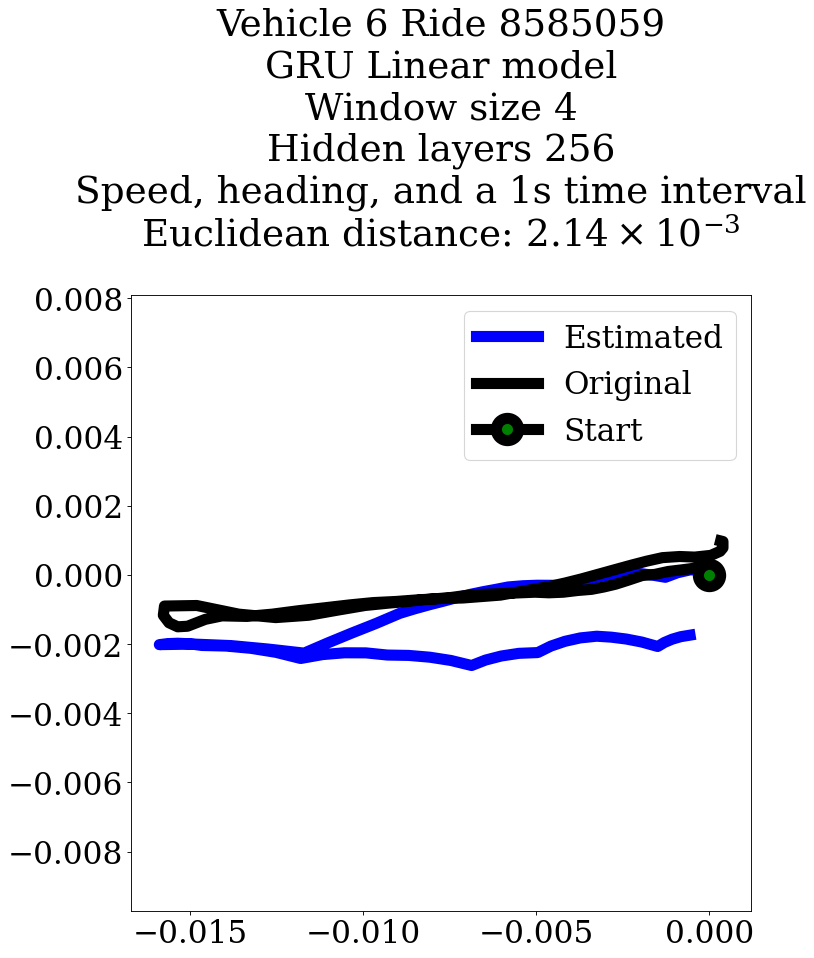 Vehicle 6 Ride 8585059
GRU Linear model
Window size 4
Hidden layers 256
Speed, heading, and a 1s time interval
Euclidean distance: 2.14 × 10⁻³
0.008
0.006
0.004
0.002
0.000
−0.002
−0.004
−0.006
−0.008
Estimated
Original
Start
−0.015 −0.010 −0.005 0.000